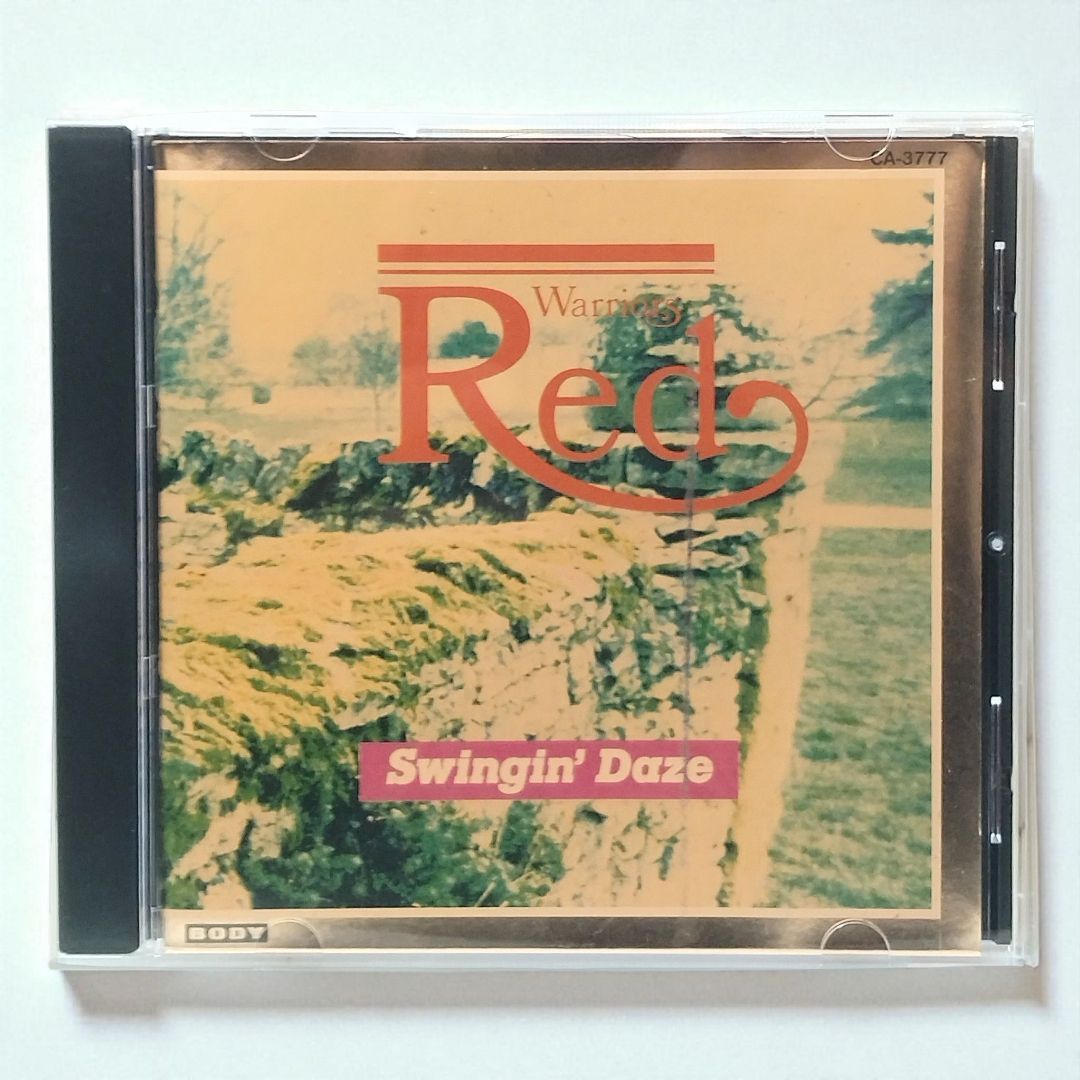 CA-3777
Warriors
Red
Swingin' Daze
BODY